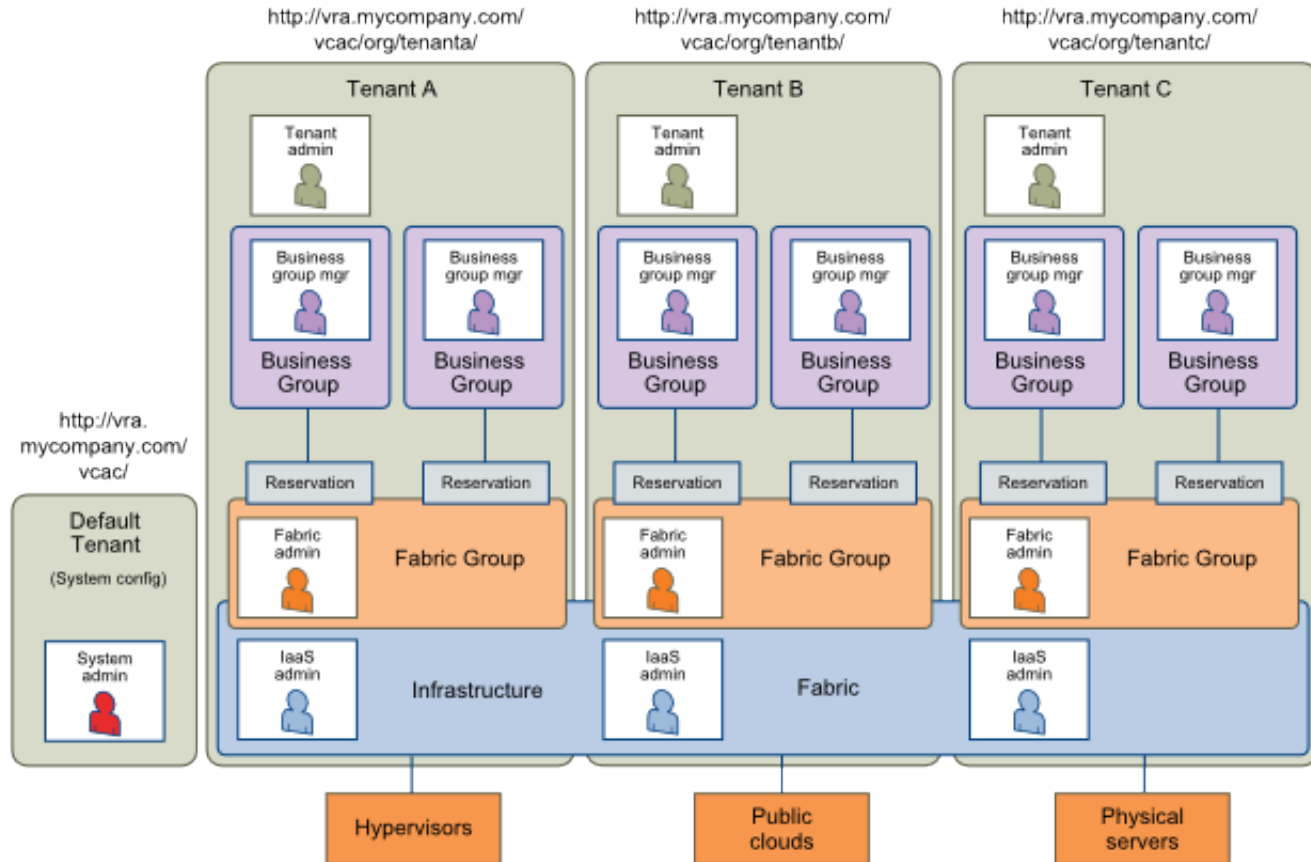 http://vra.mycompany.com/
vcac/org/tenanta/
http://vra.mycompany.com/
vcac/org/tenantb/
http://vra.mycompany.com/
vcac/org/tenantc/
Tenant A
Tenant B
Tenant C
Tenant
admin
Tenant
admin
Tenant
admin
Business
group mgr
Business
group mgr
Business
group mgr
Business
group mgr
Business
group mgr
Business
group mgr
Business
Group
Business
Group
Business
Group
Business
Group
Business
Group
Business
Group
http://vra.
mycompany.com/
vcac/
Reservation
Reservation
Reservation
Reservation
Reservation
Reservation
Default
Tenant
(System config)
Fabric
admin
Fabric Group
Fabric
admin
Fabric Group
Fabric
admin
Fabric Group
System
admin
IaaS
admin
Infrastructure
IaaS
admin
Fabric
IaaS
admin
Hypervisors
Public
clouds
Physical
servers